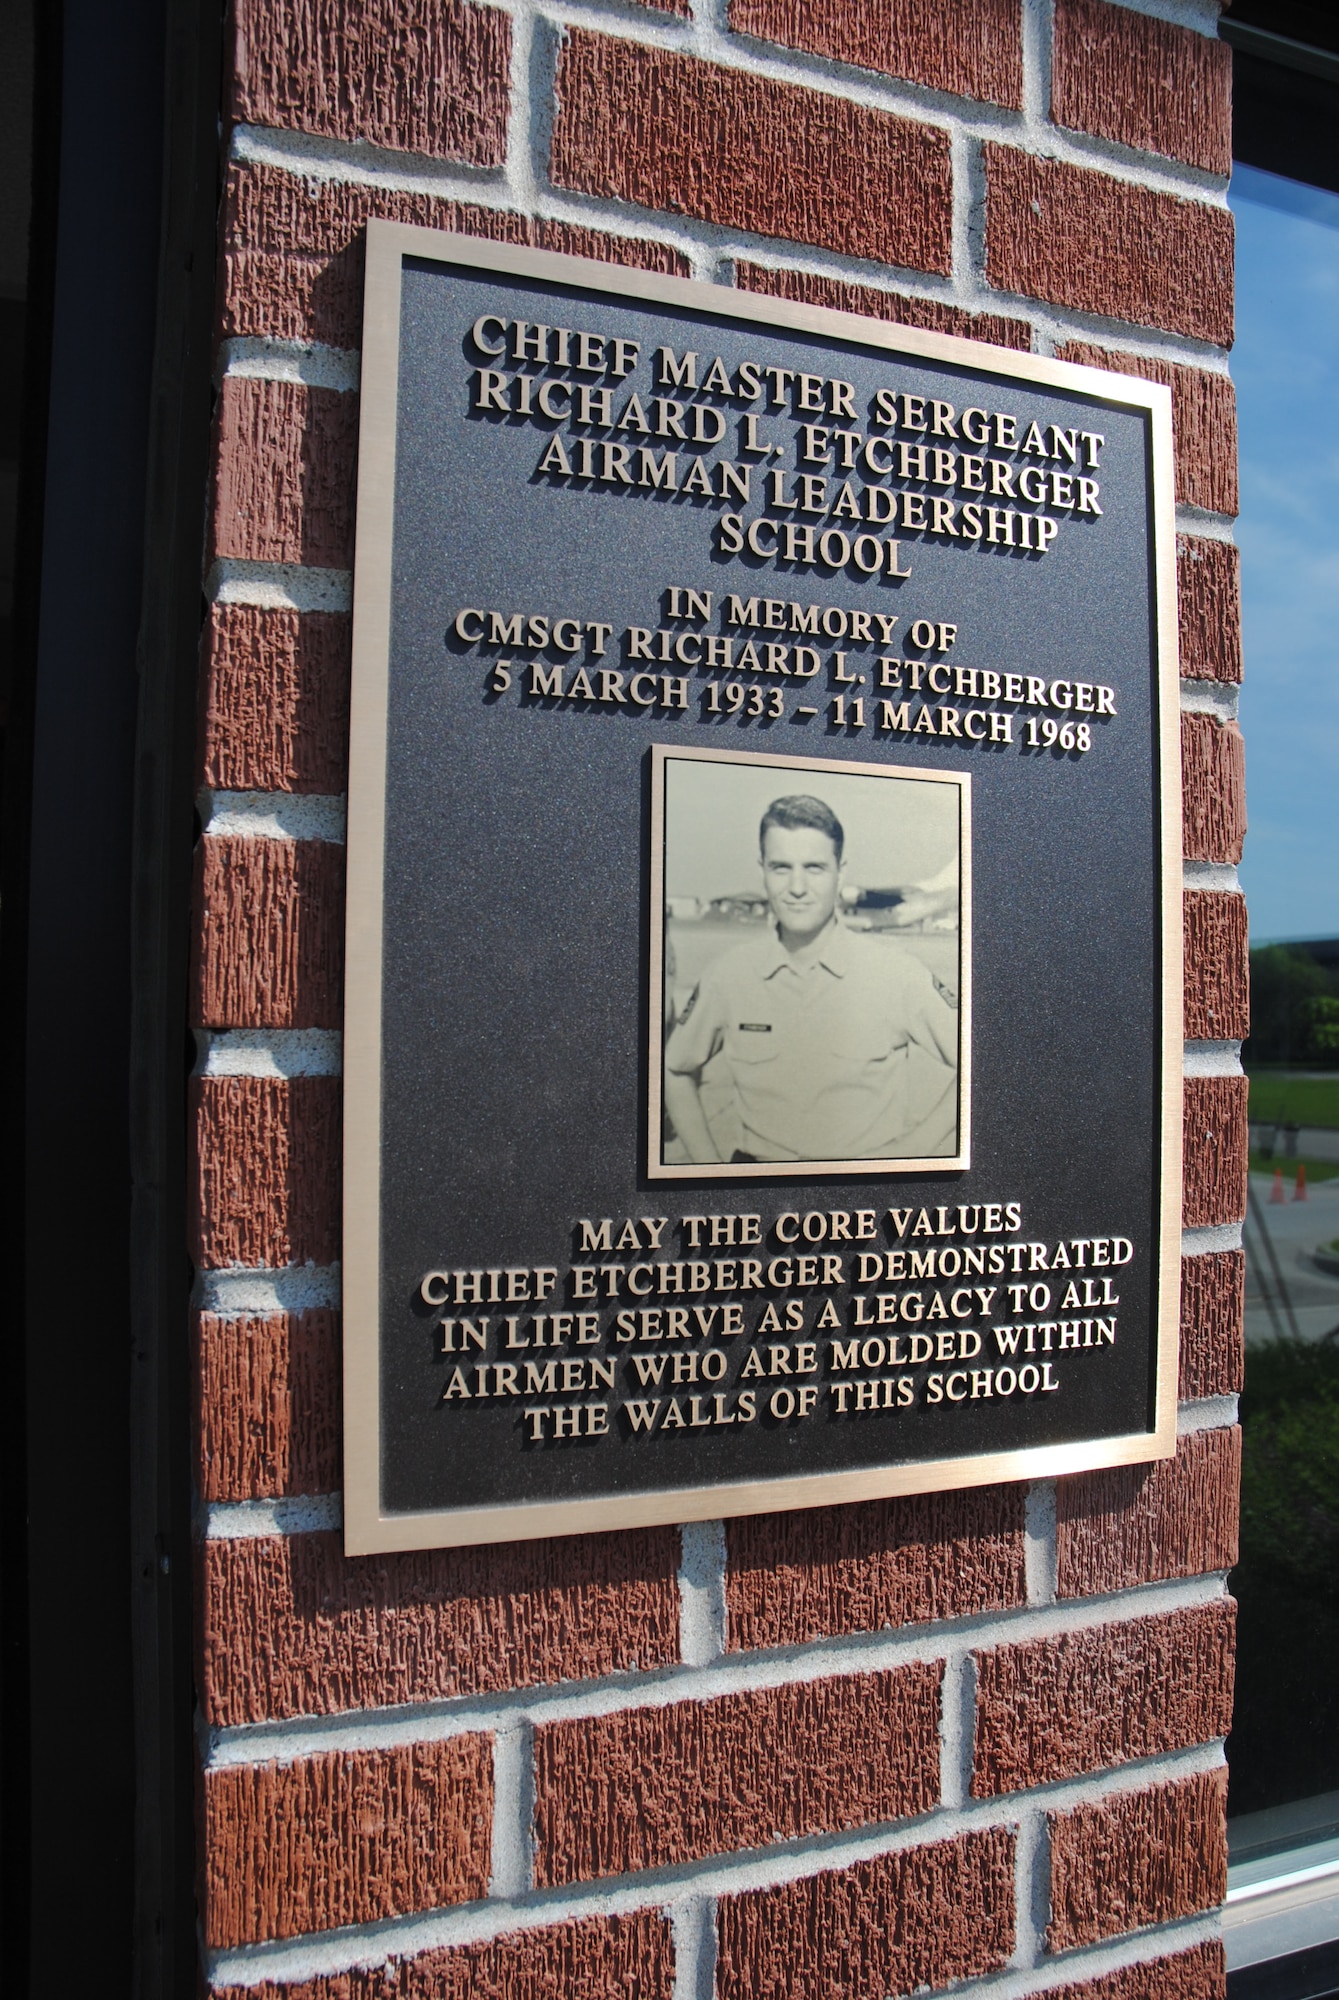 CHIEF MASTER SERGEANT
RICHARD L. ETCHBERGER
AIRMAN LEADERSHIP
SCHOOL
IN MEMORY OF
CMSGT RICHARD L. ETCHBERGER
5 MARCH 1933 – 11 MARCH 1968
MAY THE CORE VALUES
CHIEF ETCHBERGER DEMONSTRATED
IN LIFE SERVE AS A LEGACY TO ALL
AIRMEN WHO ARE MOLDED WITHIN
THE WALLS OF THIS SCHOOL